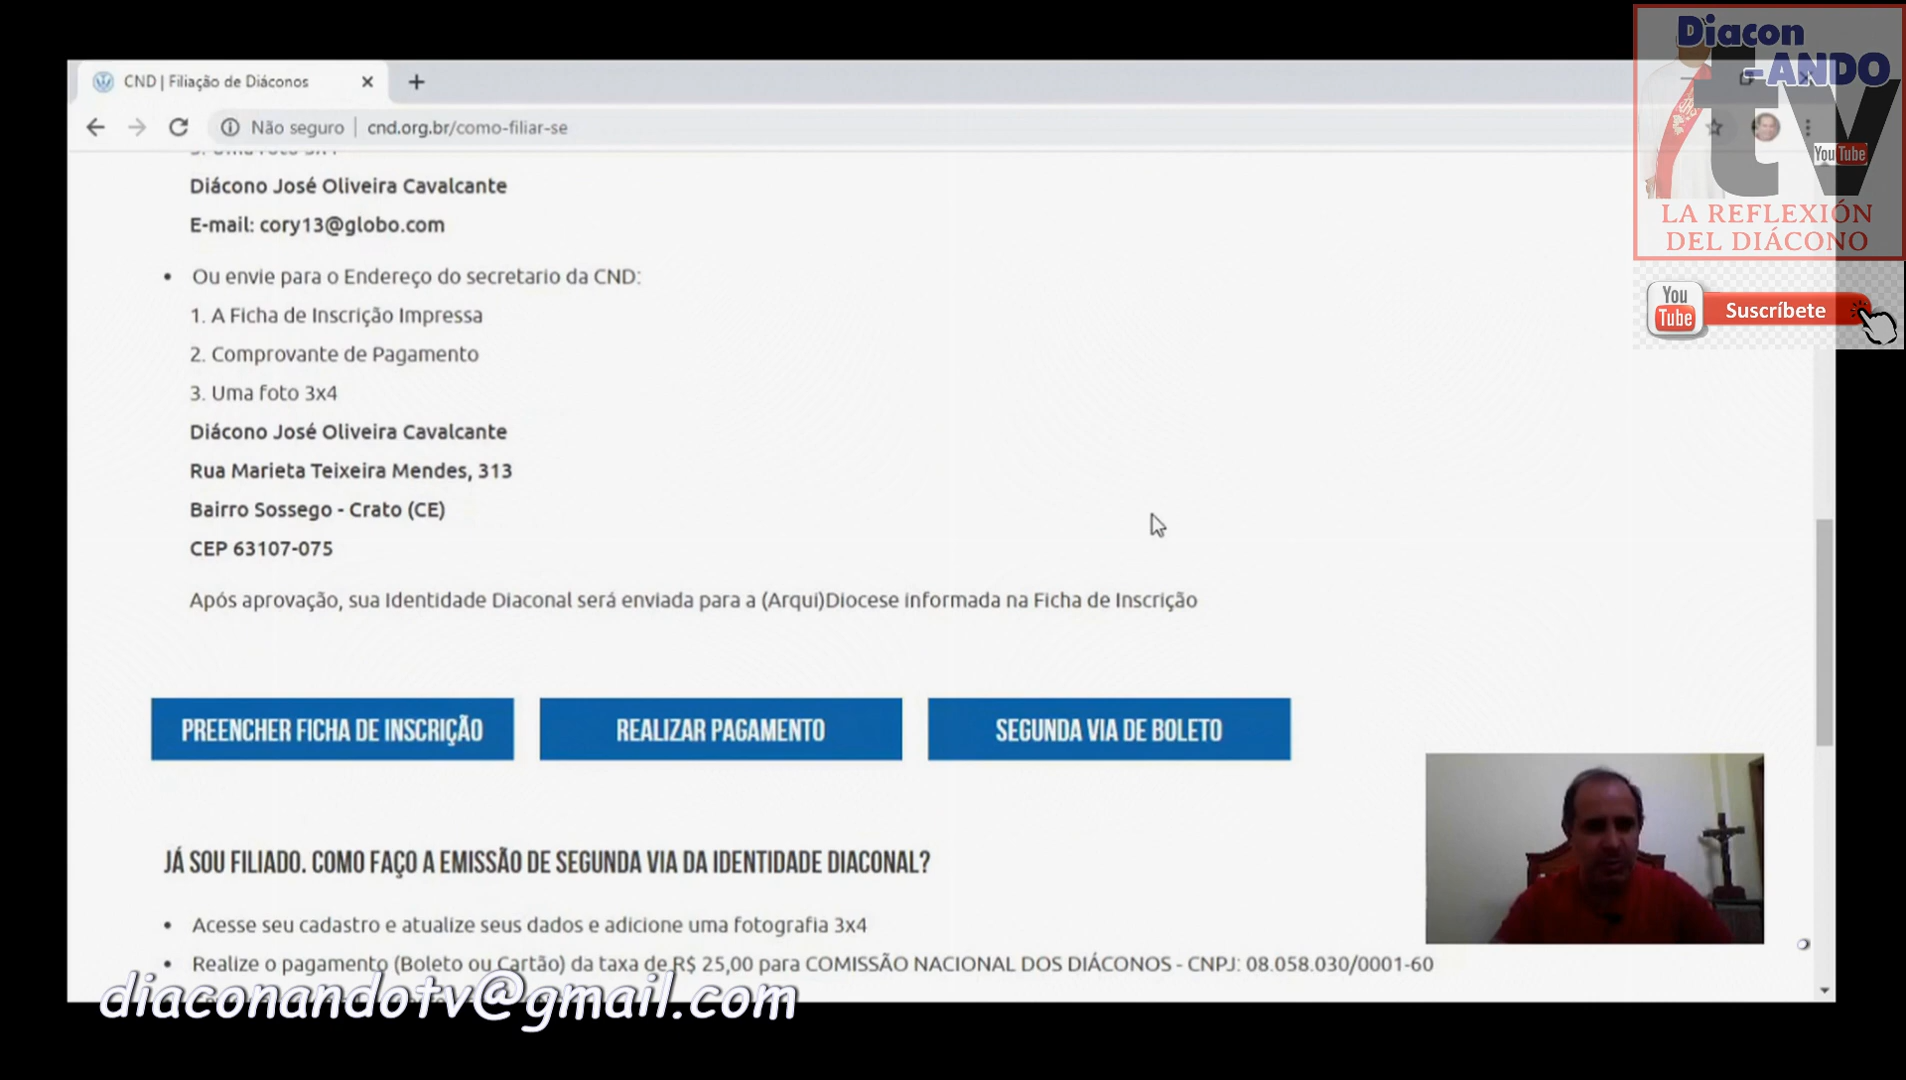 CND | Filiação de Diáconos
Não seguro
cnd.org.br/como-filiar-se
Diacon
-ANDO
tv
YouTube
LA REFLEXIÓN
DEL DIÁCONO
You
Tube
Suscríbete
3. Uma foto 3x4
Diácono José Oliveira Cavalcante
E-mail: cory13@globo.com
• Ou envie para o Endereço do secretario da CND:
1. A Ficha de Inscrição Impressa
2. Comprovante de Pagamento
3. Uma foto 3x4
Diácono José Oliveira Cavalcante
Rua Marieta Teixeira Mendes, 313
Bairro Sossego - Crato (CE)
CEP 63107-075
Após aprovação, sua Identidade Diaconal será enviada para a (Arqui)Diocese informada na Ficha de Inscrição
PREENCHER FICHA DE INSCRIÇÃO
REALIZAR PAGAMENTO
SEGUNDA VIA DE BOLETO
JÁ SOU FILIADO. COMO FAÇO A EMISSÃO DE SEGUNDA VIA DA IDENTIDADE DIACONAL?
• Acesse seu cadastro e atualize seus dados e adicione uma fotografia 3x4
• Realize o pagamento (Boleto ou Cartão) da taxa de R$ 25,00 para COMISSÃO NACIONAL DOS DIÁCONOS - CNPJ: 08.058.030/0001-60
diaconandotv@gmail.com